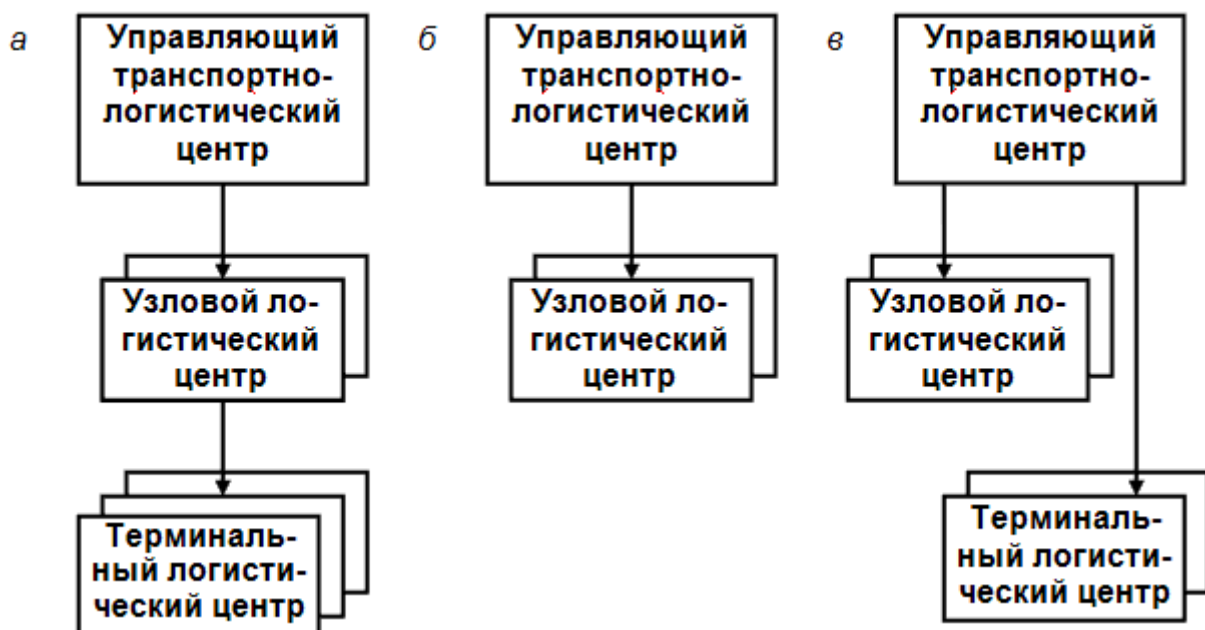 а
Управляющий
транспортно-
логистический
центр
Узловой ло-
гистический
центр
Терминаль-
ный логисти-
ческий центр
б
Управляющий
транспортно-
логистический
центр
Узловой ло-
гистический
центр
в
Управляющий
транспортно-
логистический
центр
Узловой ло-
гистический
центр
Терминаль-
ный логисти-
ческий центр